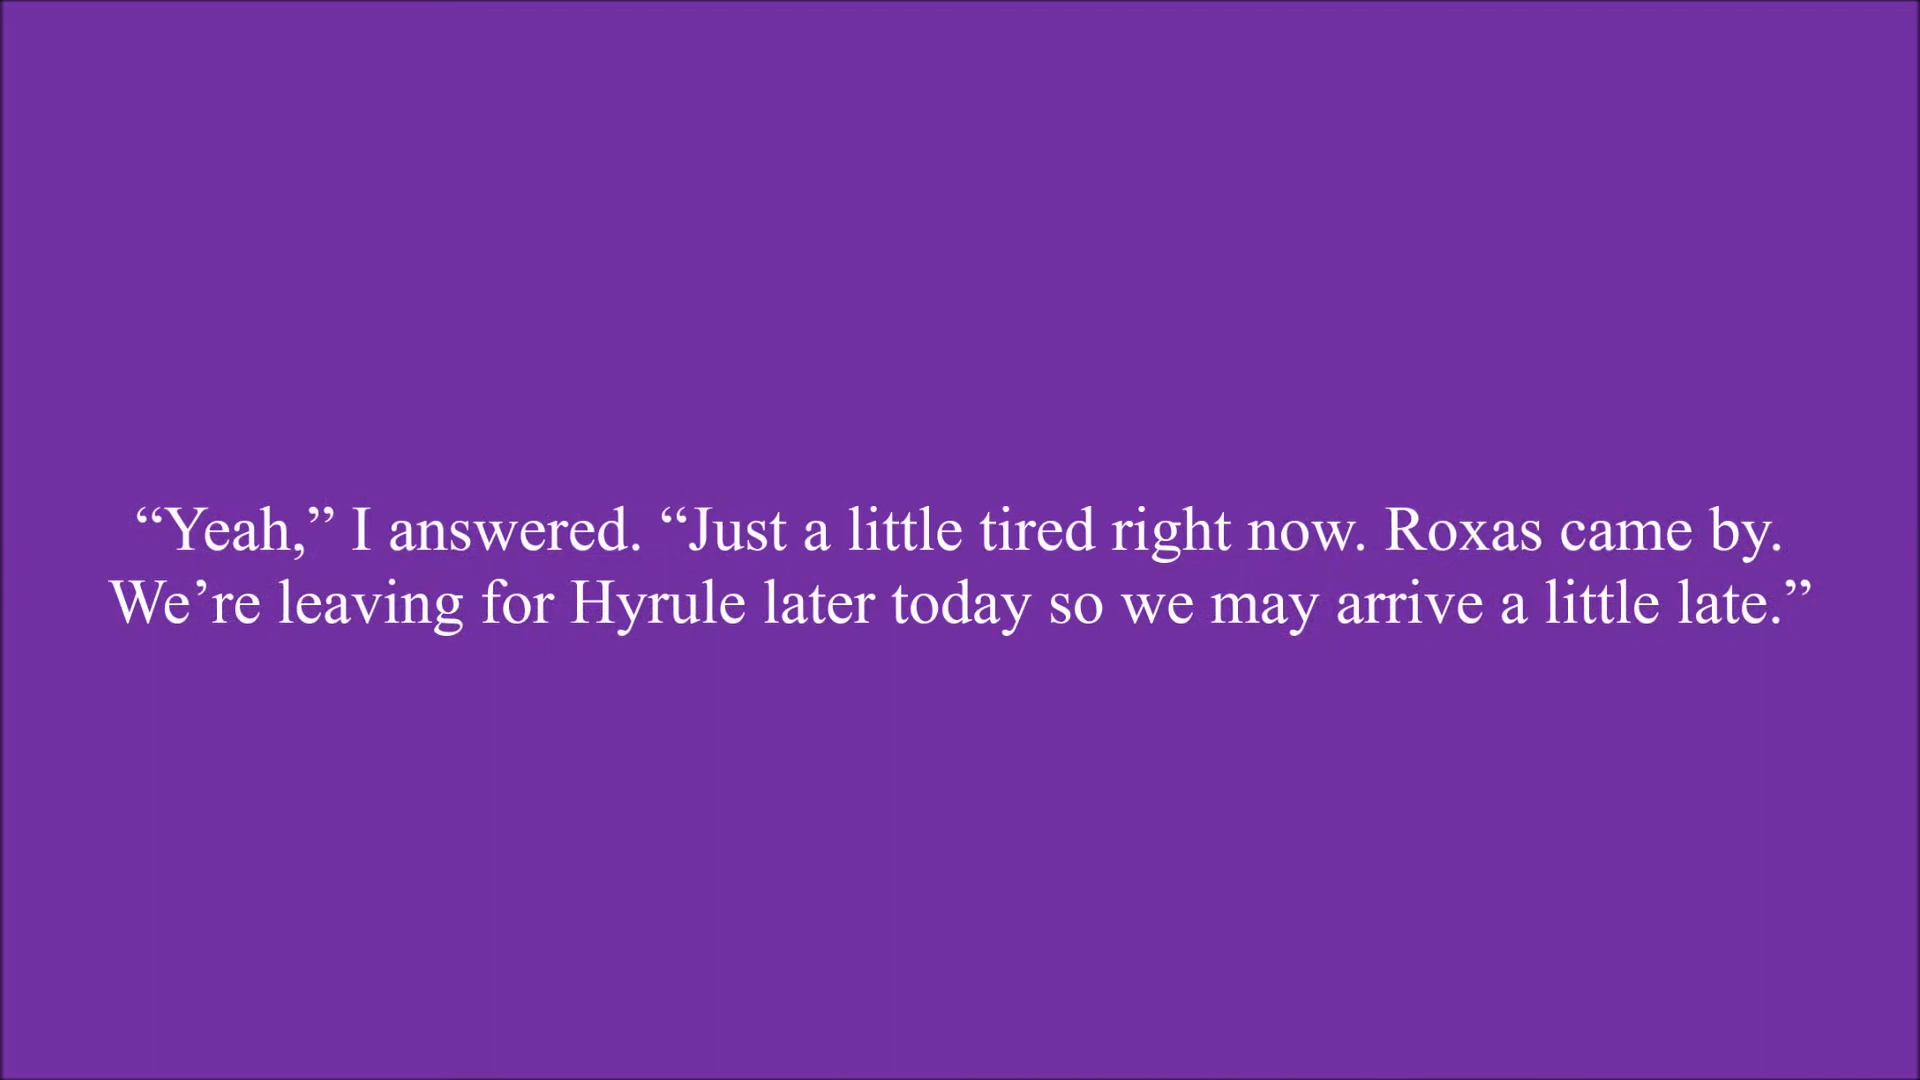 “Yeah,” I answered. “Just a little tired right now. Roxas came by.
We’re leaving for Hyrule later today so we may arrive a little late.”